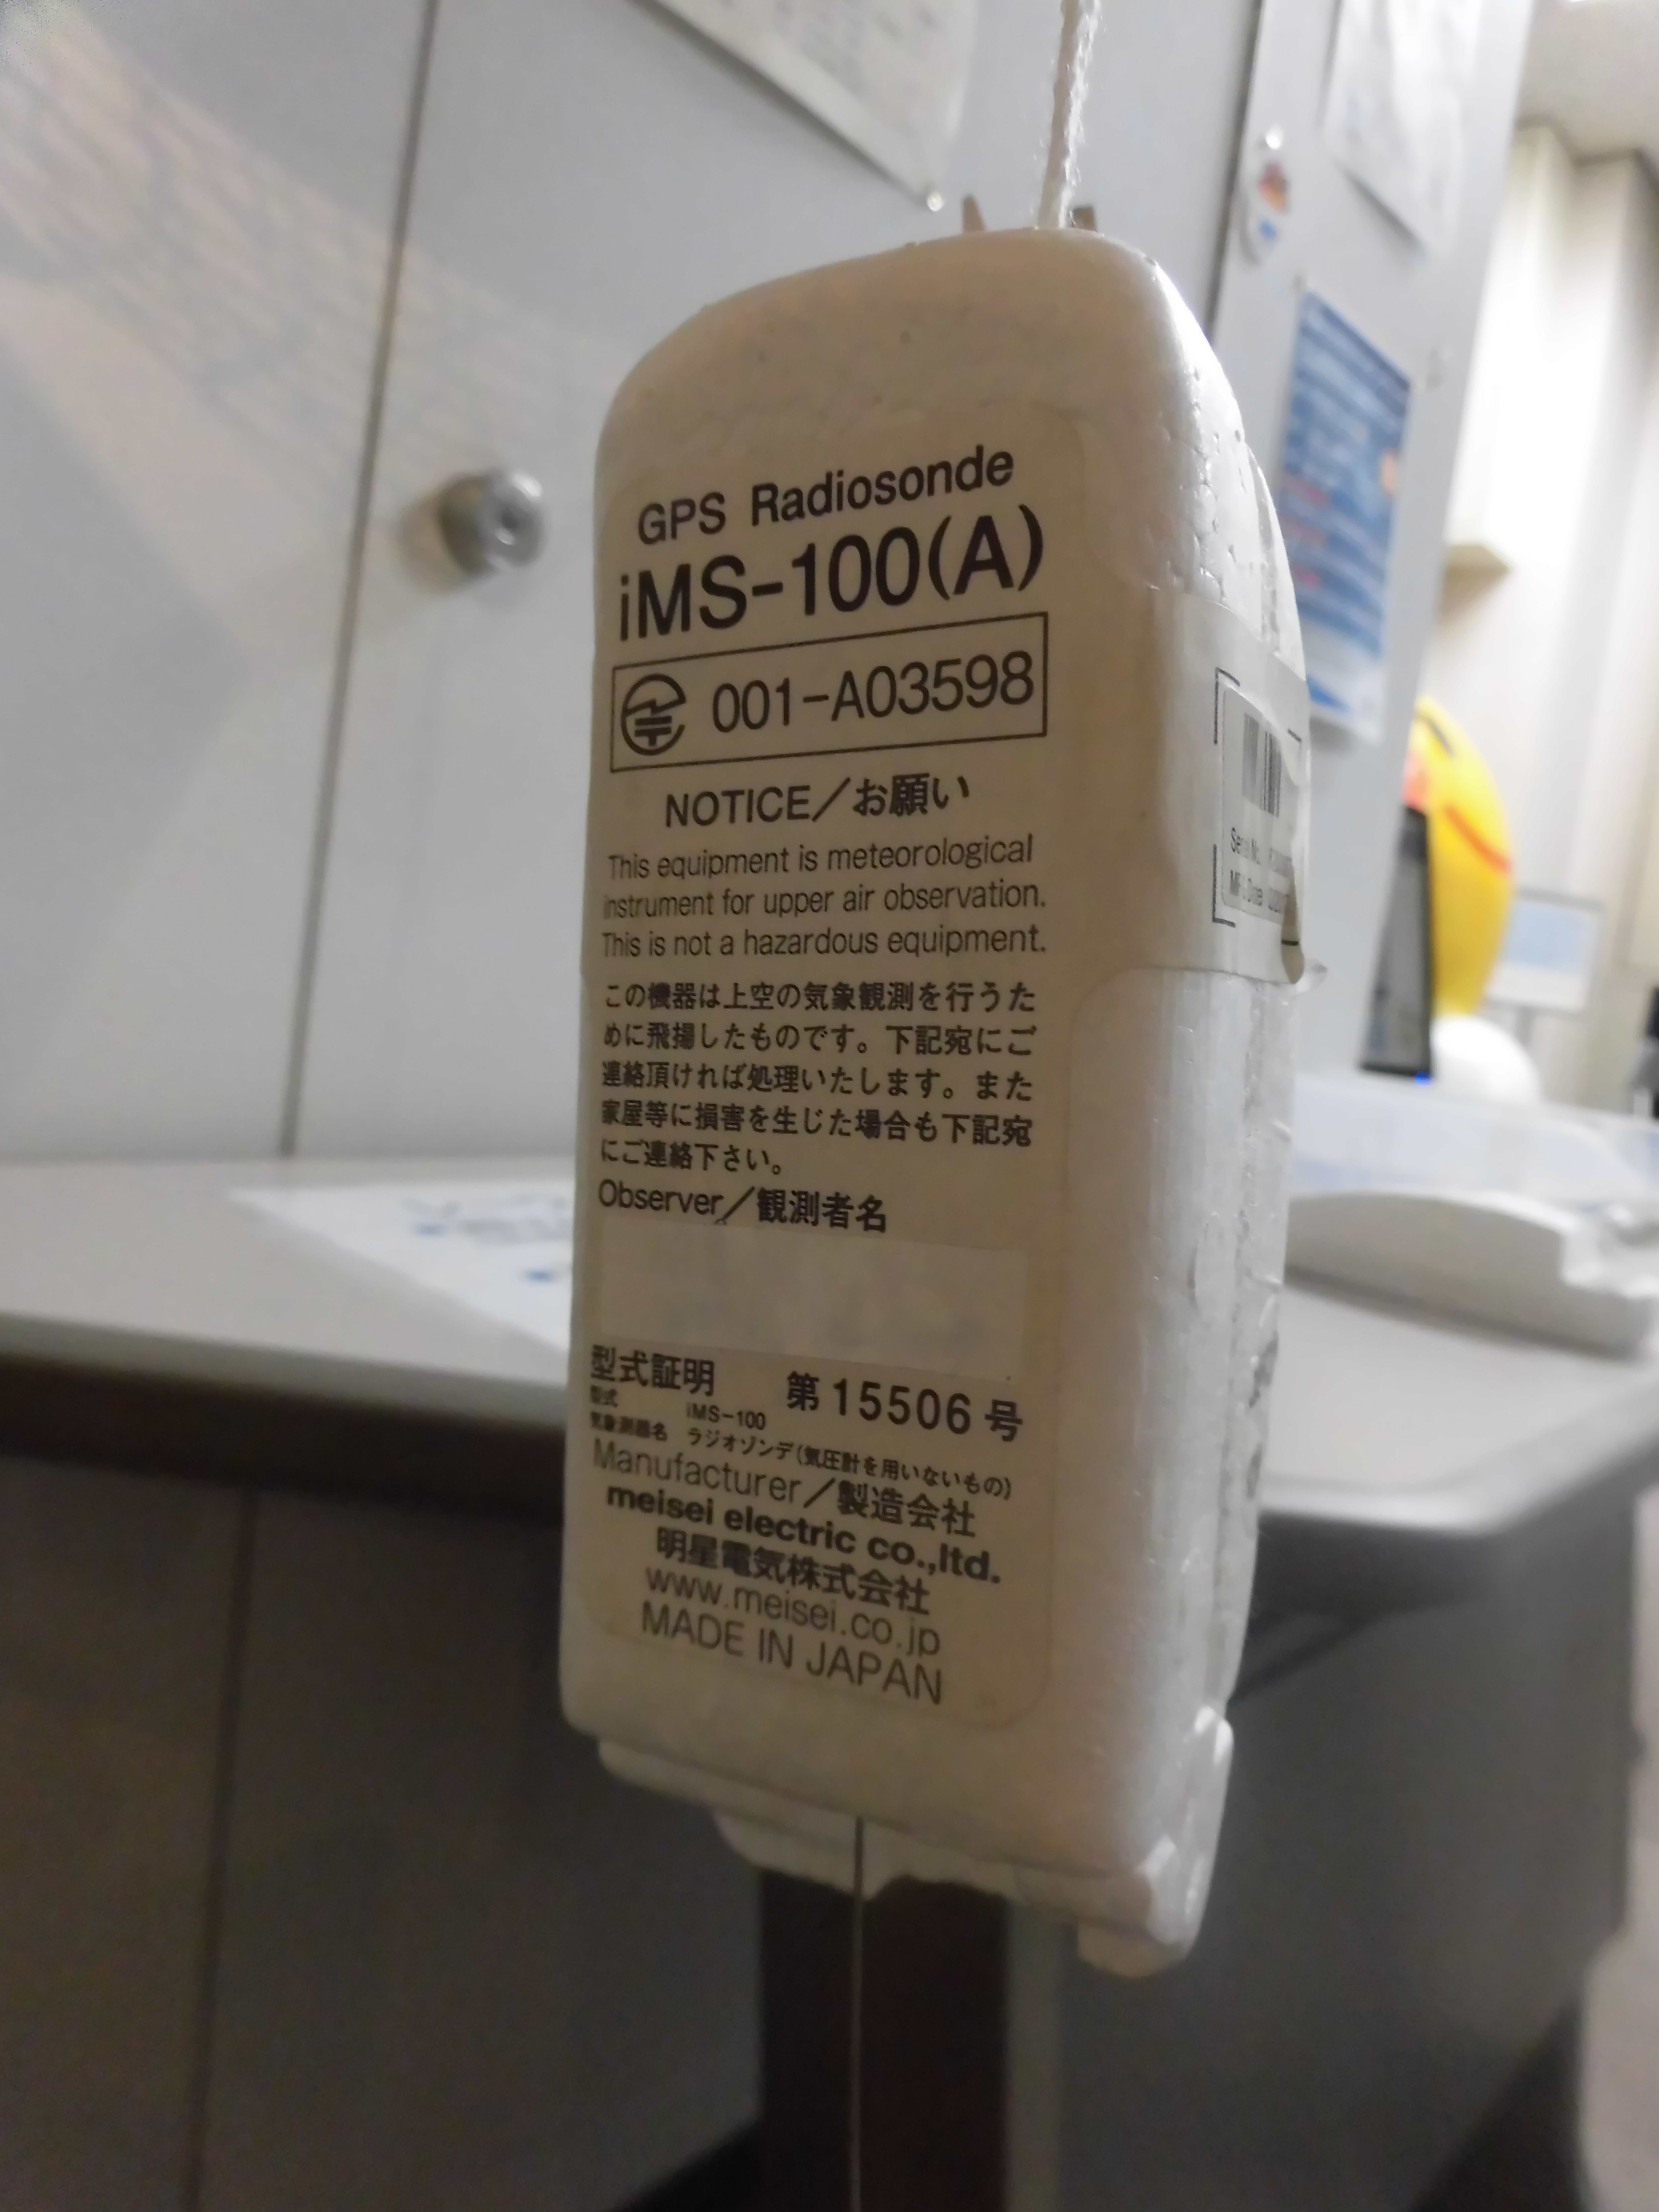 GPS Radiosonde
iMS-100(A)
001-A03598
NOTICE／お願い
This equipment is meteorological
instrument for upper air observation.
This is not a hazardous equipment.
この機器は上空の気象観測を行うた
めに飛揚したものです。下記宛にご
連絡頂ければ処理いたします。また
家屋等に損害を生じた場合も下記宛
にご連絡下さい。
Observer／観測者名
型式証明 第15506号
型式 iMS-100
気象測器名 ラジオゾンデ(気圧計を用いないもの)
Manufacturer／製造会社
meisei electric co.,ltd.
明星電気株式会社
www.meisei.co.jp
MADE IN JAPAN
Serial No.